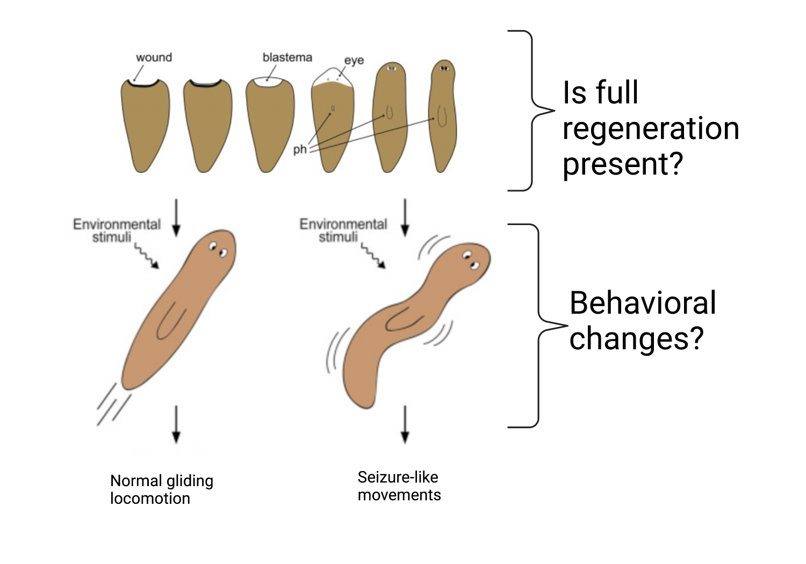 wound
blastema
eye
ph
Is full
regeneration
present?
Environmental
stimuli
Environmental
stimuli
Behavioral
changes?
Normal gliding
locomotion
Seizure-like
movements